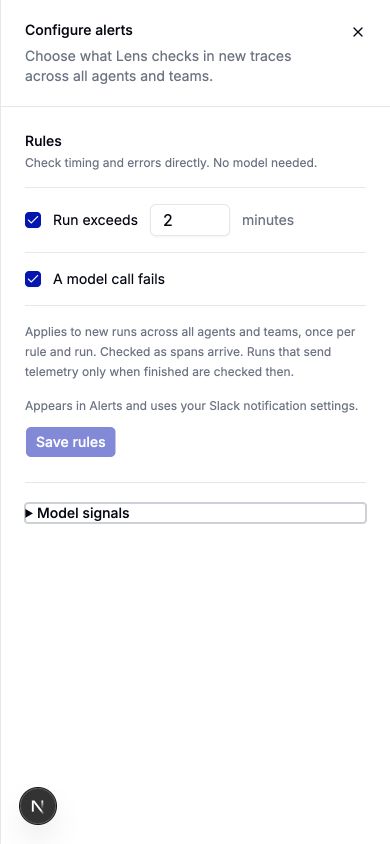 Configure alerts
Choose what Lens checks in new traces
across all agents and teams.
Rules
Check timing and errors directly. No model needed.
Run exceeds 2 minutes
A model call fails
Applies to new runs across all agents and teams, once per
rule and run. Checked as spans arrive. Runs that send
telemetry only when finished are checked then.
Appears in Alerts and uses your Slack notification settings.
Save rules
Model signals
N